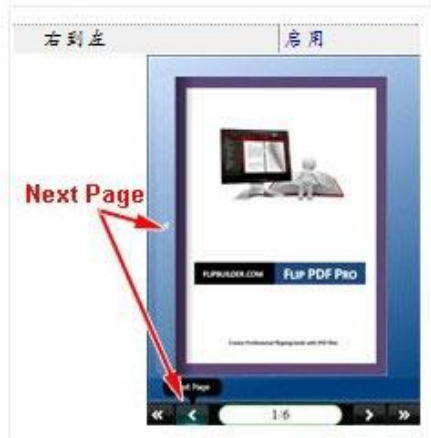 右到左 启用
Next Page
FLIPBUILDER.COM FLIP PDF PRO
Next Page
« < 1/6 > »